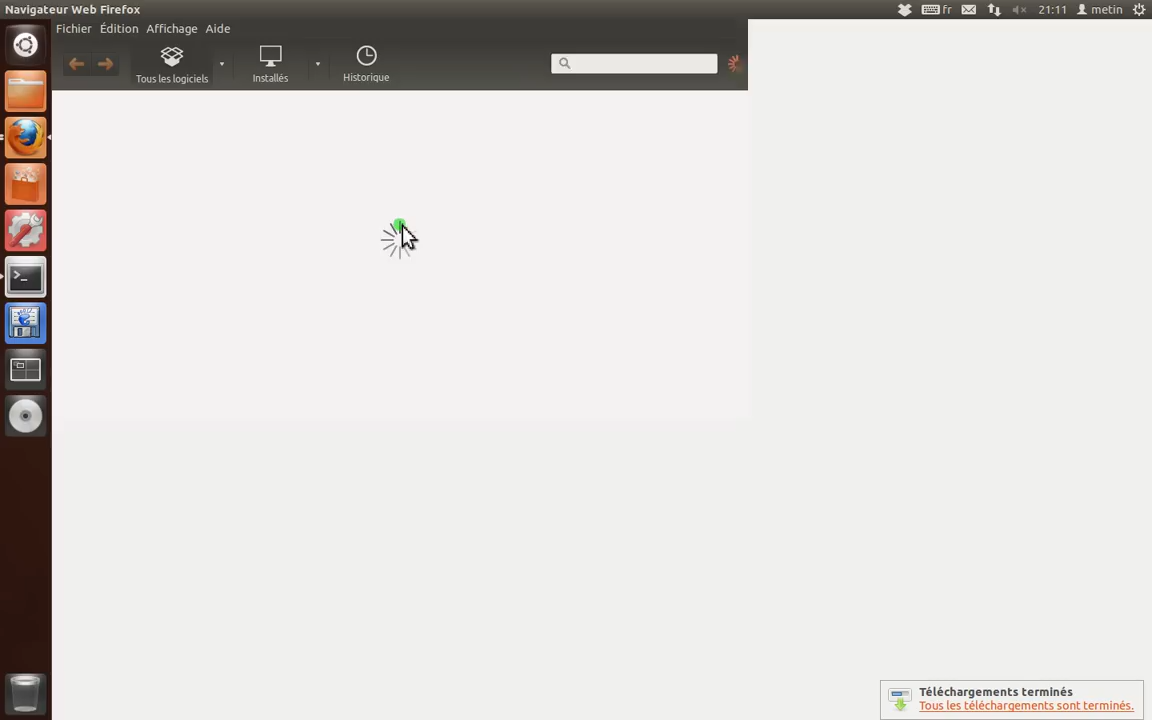 Navigateur Web Firefox
fr
21:11
metin
Fichier Édition Affichage Aide
Tous les logiciels
Installés
Historique
>_
Téléchargements terminés
Tous les téléchargements sont terminés.